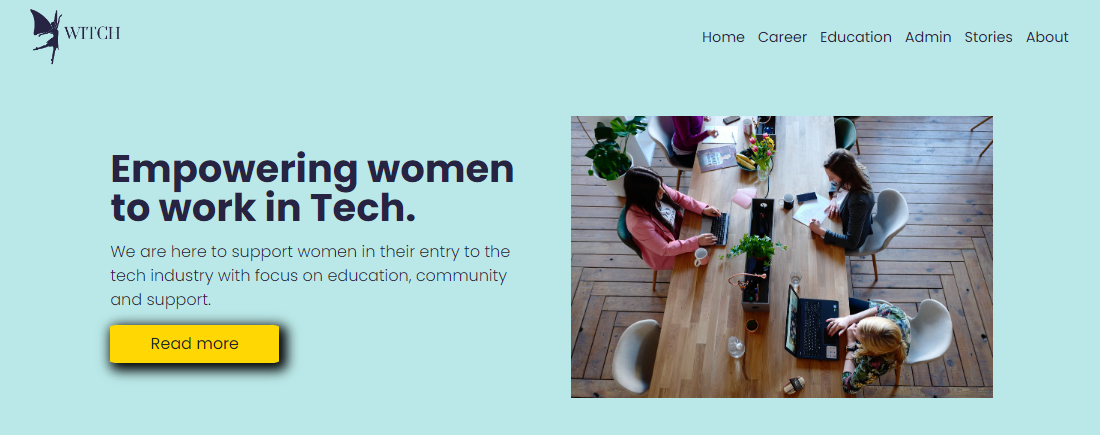 WITCH
Home Career Education Admin Stories About
Empowering women
to work in Tech.
We are here to support women in their entry to the
tech industry with focus on education, community
and support.
Read more